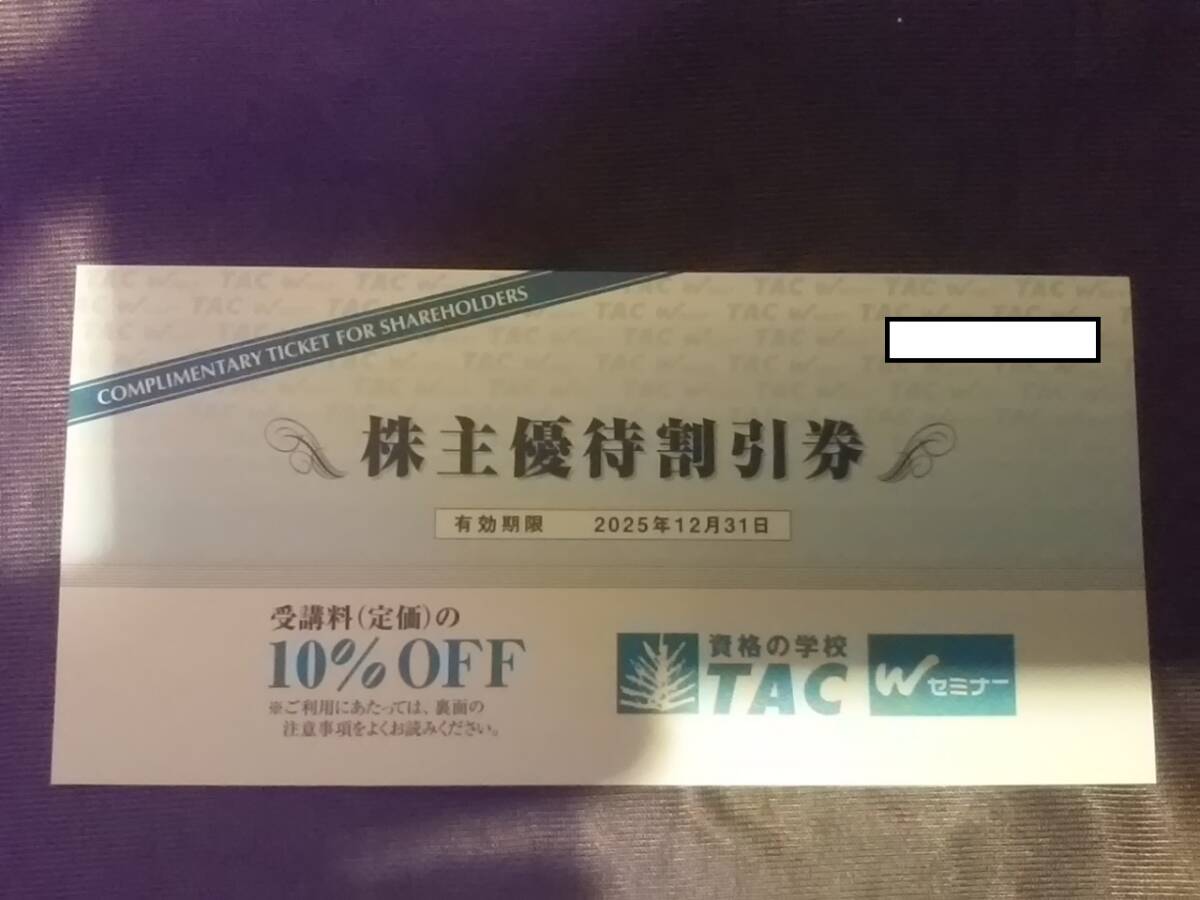 COMPLIMENTARY TICKET FOR SHAREHOLDERS
株主優待割引券
有効期限 2025年12月31日
受講料(定価)の
10%OFF
※ご利用にあたっては、裏面の
注意事項をよくお読みください。
資格の学校
TAC
Wセミナー